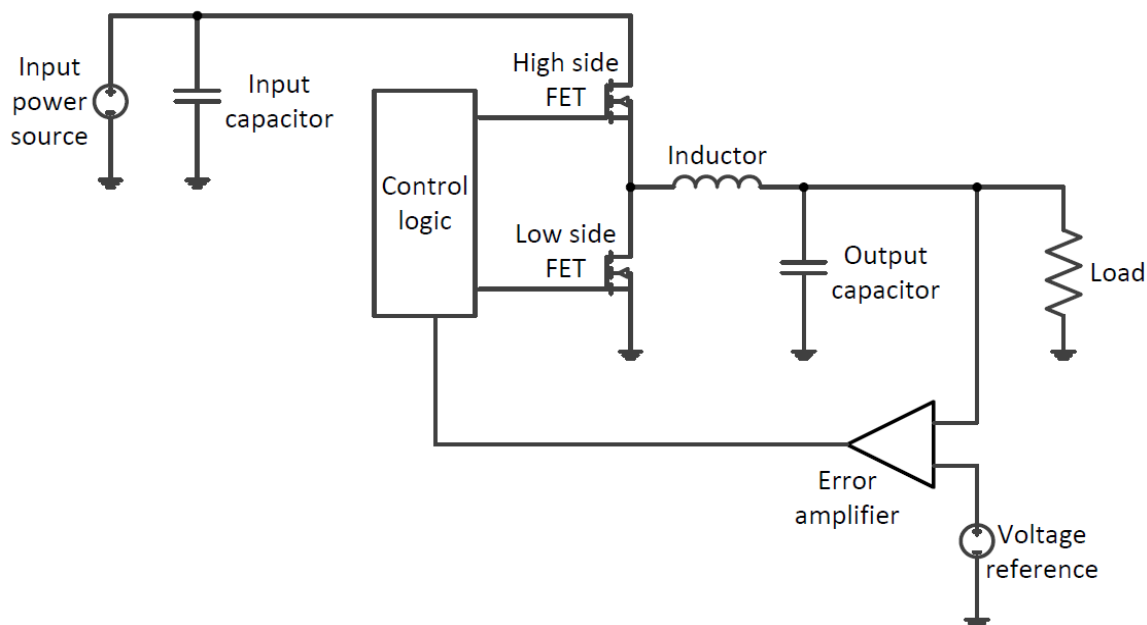 Input
power
source
Input
capacitor
High side
FET
Control
logic
Inductor
Low side
FET
Output
capacitor
Load
Error
amplifier
Voltage
reference